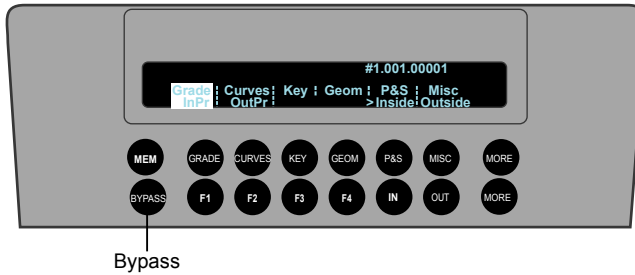 #1.001.00001
Grade Curves Key Geom P&S Misc
InPr OutPr >Inside Outside
MEM GRADE CURVES KEY GEOM P&S MISC MORE
BYPASS F1 F2 F3 F4 IN OUT MORE
Bypass